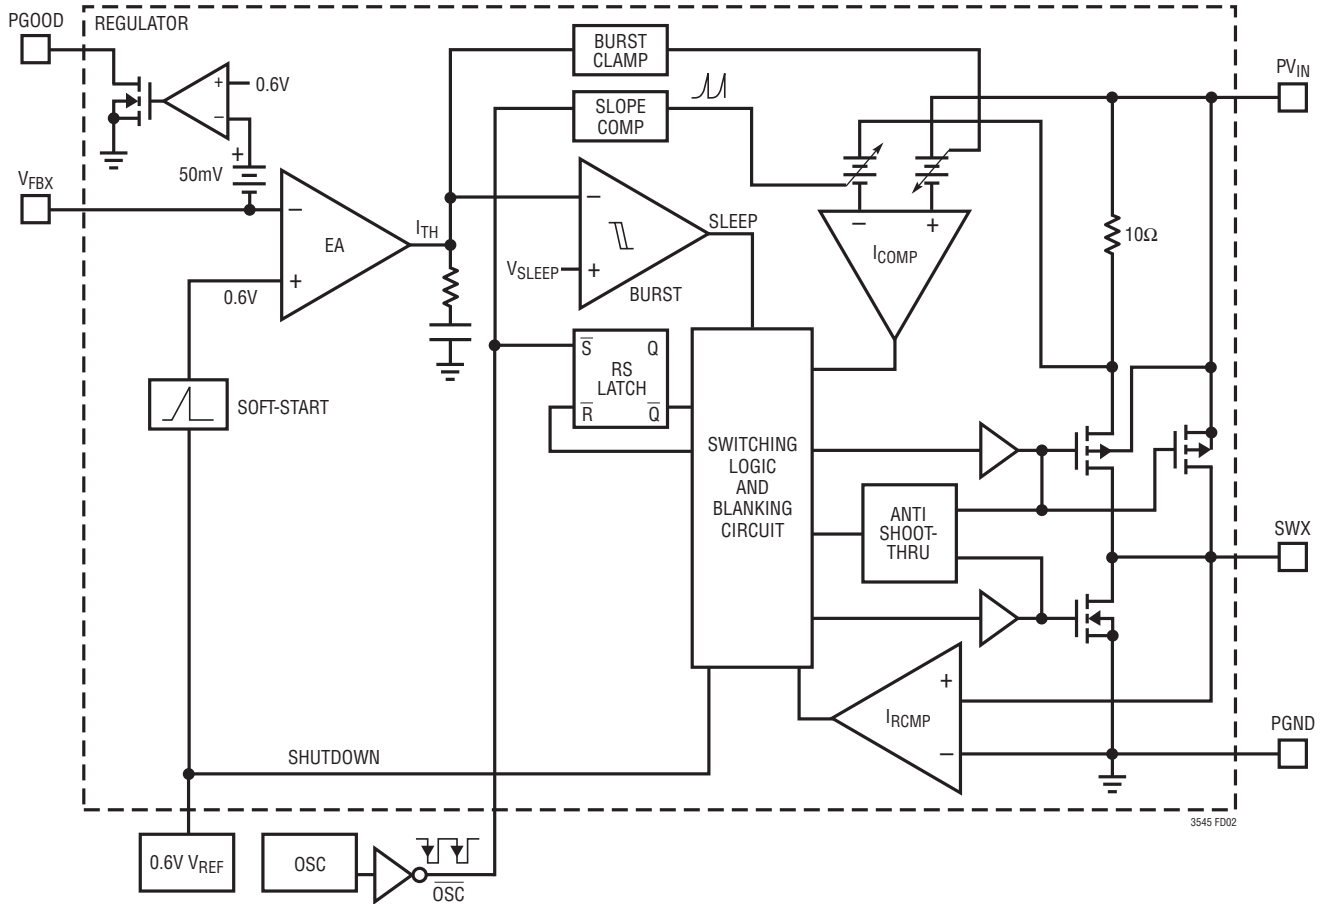 PGOOD
REGULATOR
BURST
CLAMP
PVIN
+
0.6V
–
SLOPE
COMP
+
50mV
VFBX
–
EA
ITH
+
0.6V
–
SLEEP
VSLEEP
+
BURST
–
+
ICOMP
10Ω
S̅
Q
RS
LATCH
R̅
Q̅
SOFT-START
SWITCHING
LOGIC
AND
BLANKING
CIRCUIT
ANTI
SHOOT-
THRU
SWX
+
IRCMP
–
PGND
SHUTDOWN
3545 FD02
0.6V VREF
OSC
O̅S̅C̅